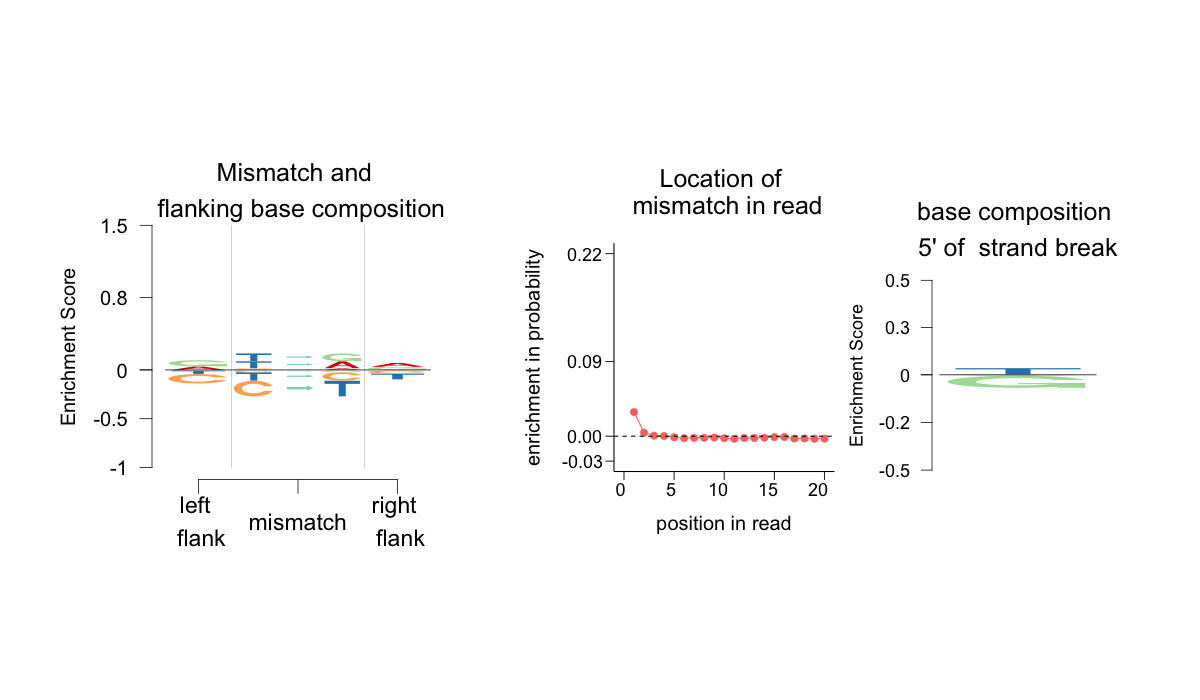 Mismatch and
flanking base composition
1.5
0.8
0
-0.5
-1
Enrichment Score
G
A
T
C
T
T
T
C
G
A
C
T
A
T
left
flank
mismatch
right
flank
Location of
mismatch in read
0.22
0.09
0.00
-0.03
enrichment in probability
0
5
10
15
20
position in read
base composition
5' of strand break
0.5
0.3
0
-0.2
-0.5
Enrichment Score
T
G